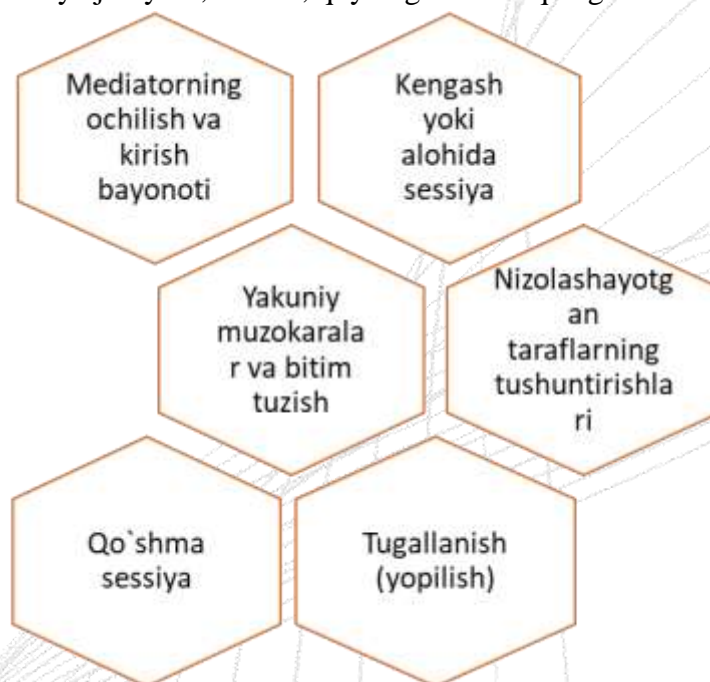 Mediatorning
ochilish va
kirish
bayonoti
Kengash
yoki
alohida
sessiya
Yakuniy
muzokarala
r va bitim
tuzish
Nizolashayotg
an
taraflarning
tushuntirishla
ri
Qo`shma
sessiya
Tugallanish
(yopilish)